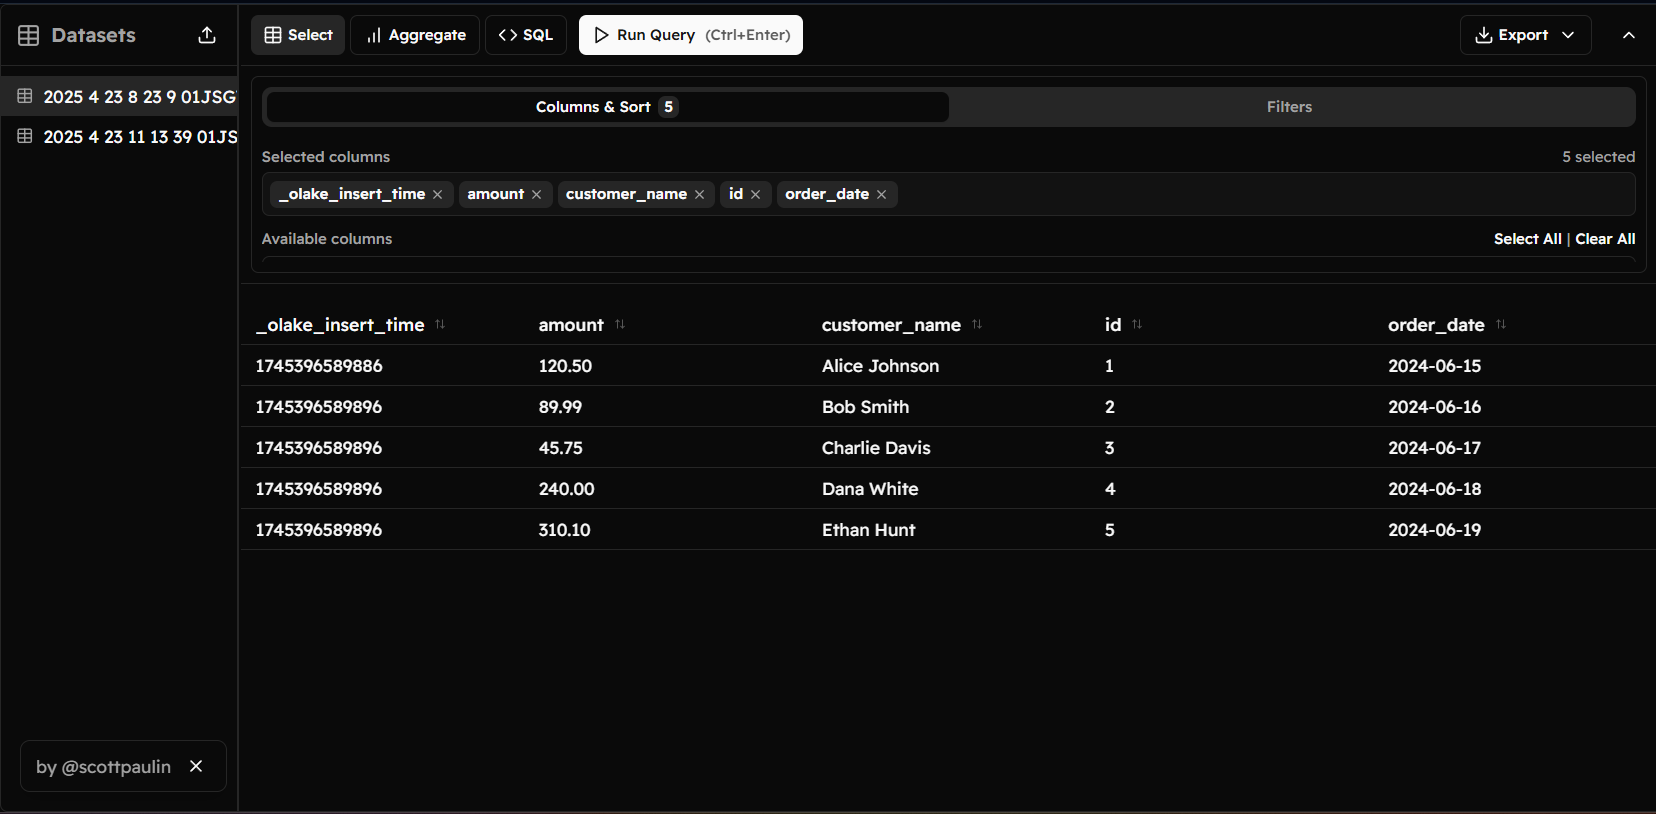 Datasets
Select Aggregate SQL Run Query (Ctrl+Enter) Export
2025 4 23 8 23 9 01JSG
2025 4 23 11 13 39 01JS
Columns & Sort 5 Filters
Selected columns 5 selected
_olake_insert_time amount customer_name id order_date
Available columns Select All | Clear All
_olake_insert_time amount customer_name id order_date
1745396589886 120.50 Alice Johnson 1 2024-06-15
1745396589896 89.99 Bob Smith 2 2024-06-16
1745396589896 45.75 Charlie Davis 3 2024-06-17
1745396589896 240.00 Dana White 4 2024-06-18
1745396589896 310.10 Ethan Hunt 5 2024-06-19
by @scottpaulin